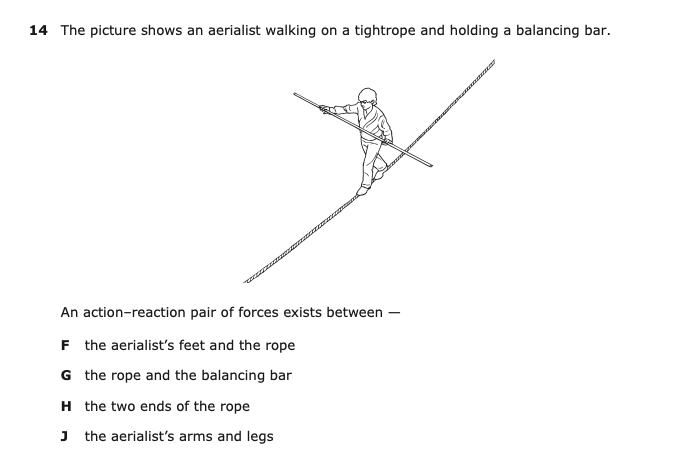 14 The picture shows an aerialist walking on a tightrope and holding a balancing bar.
An action–reaction pair of forces exists between —
F the aerialist’s feet and the rope
G the rope and the balancing bar
H the two ends of the rope
J the aerialist’s arms and legs